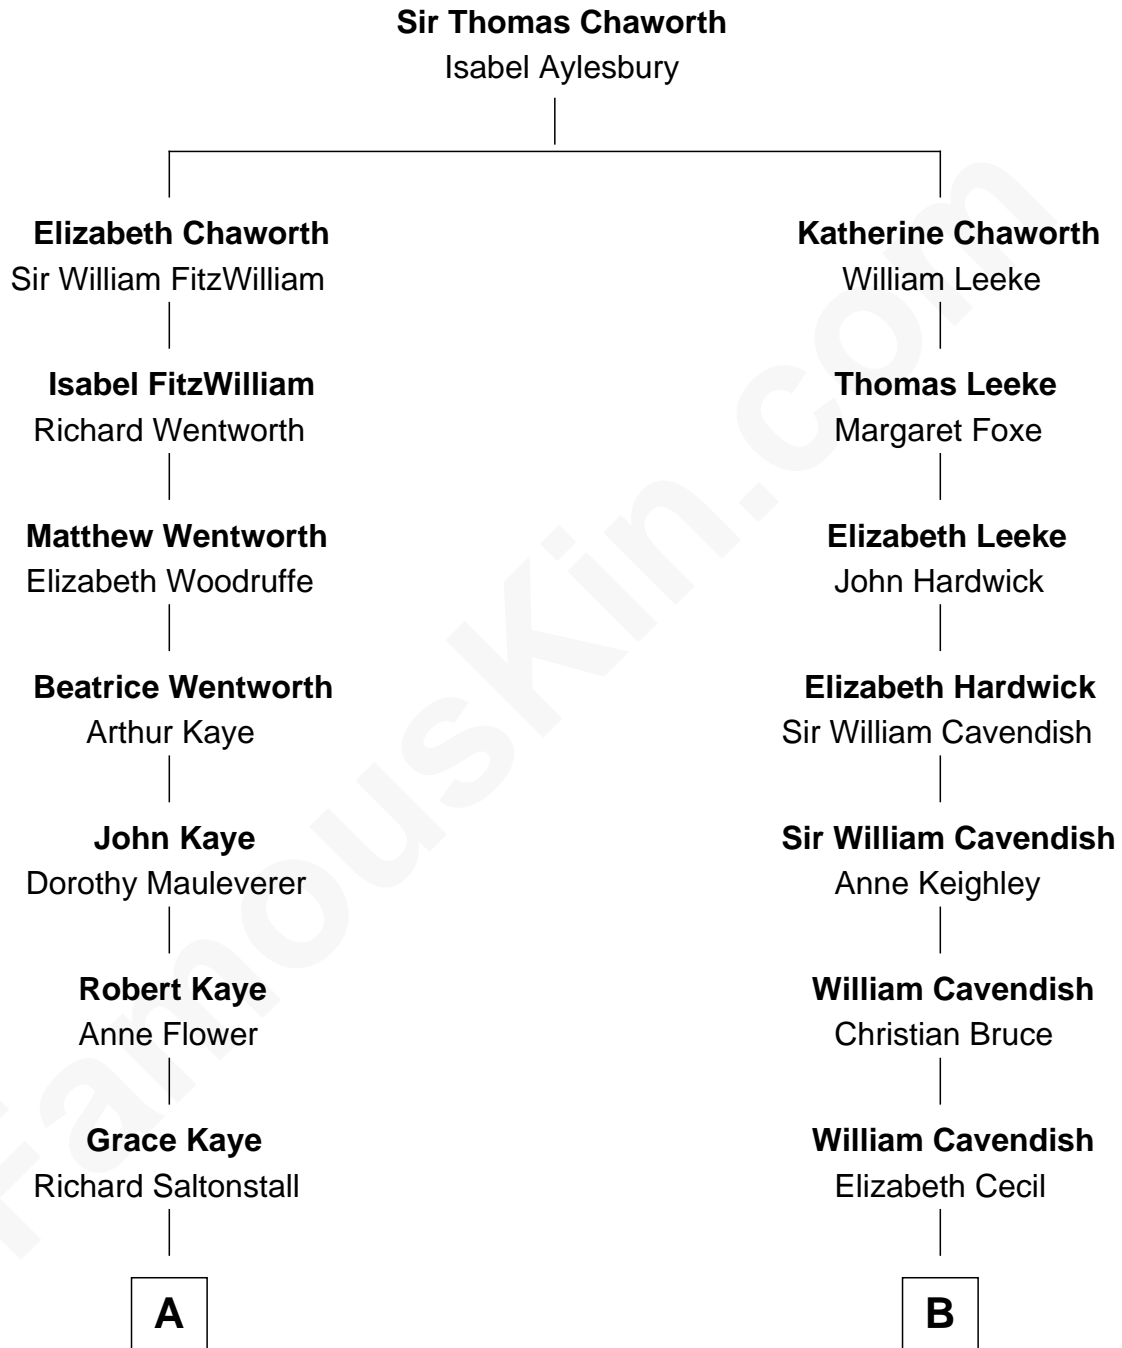 Sir Thomas Chaworth
Isabel Aylesbury
Elizabeth Chaworth
Sir William FitzWilliam
Katherine Chaworth
William Leeke
Isabel FitzWilliam
Richard Wentworth
Thomas Leeke
Margaret Foxe
Matthew Wentworth
Elizabeth Woodruffe
Elizabeth Leeke
John Hardwick
Beatrice Wentworth
Arthur Kaye
Elizabeth Hardwick
Sir William Cavendish
John Kaye
Dorothy Mauleverer
Sir William Cavendish
Anne Keighley
Robert Kaye
Anne Flower
William Cavendish
Christian Bruce
Grace Kaye
Richard Saltonstall
William Cavendish
Elizabeth Cecil
A
B
FamousKin.com